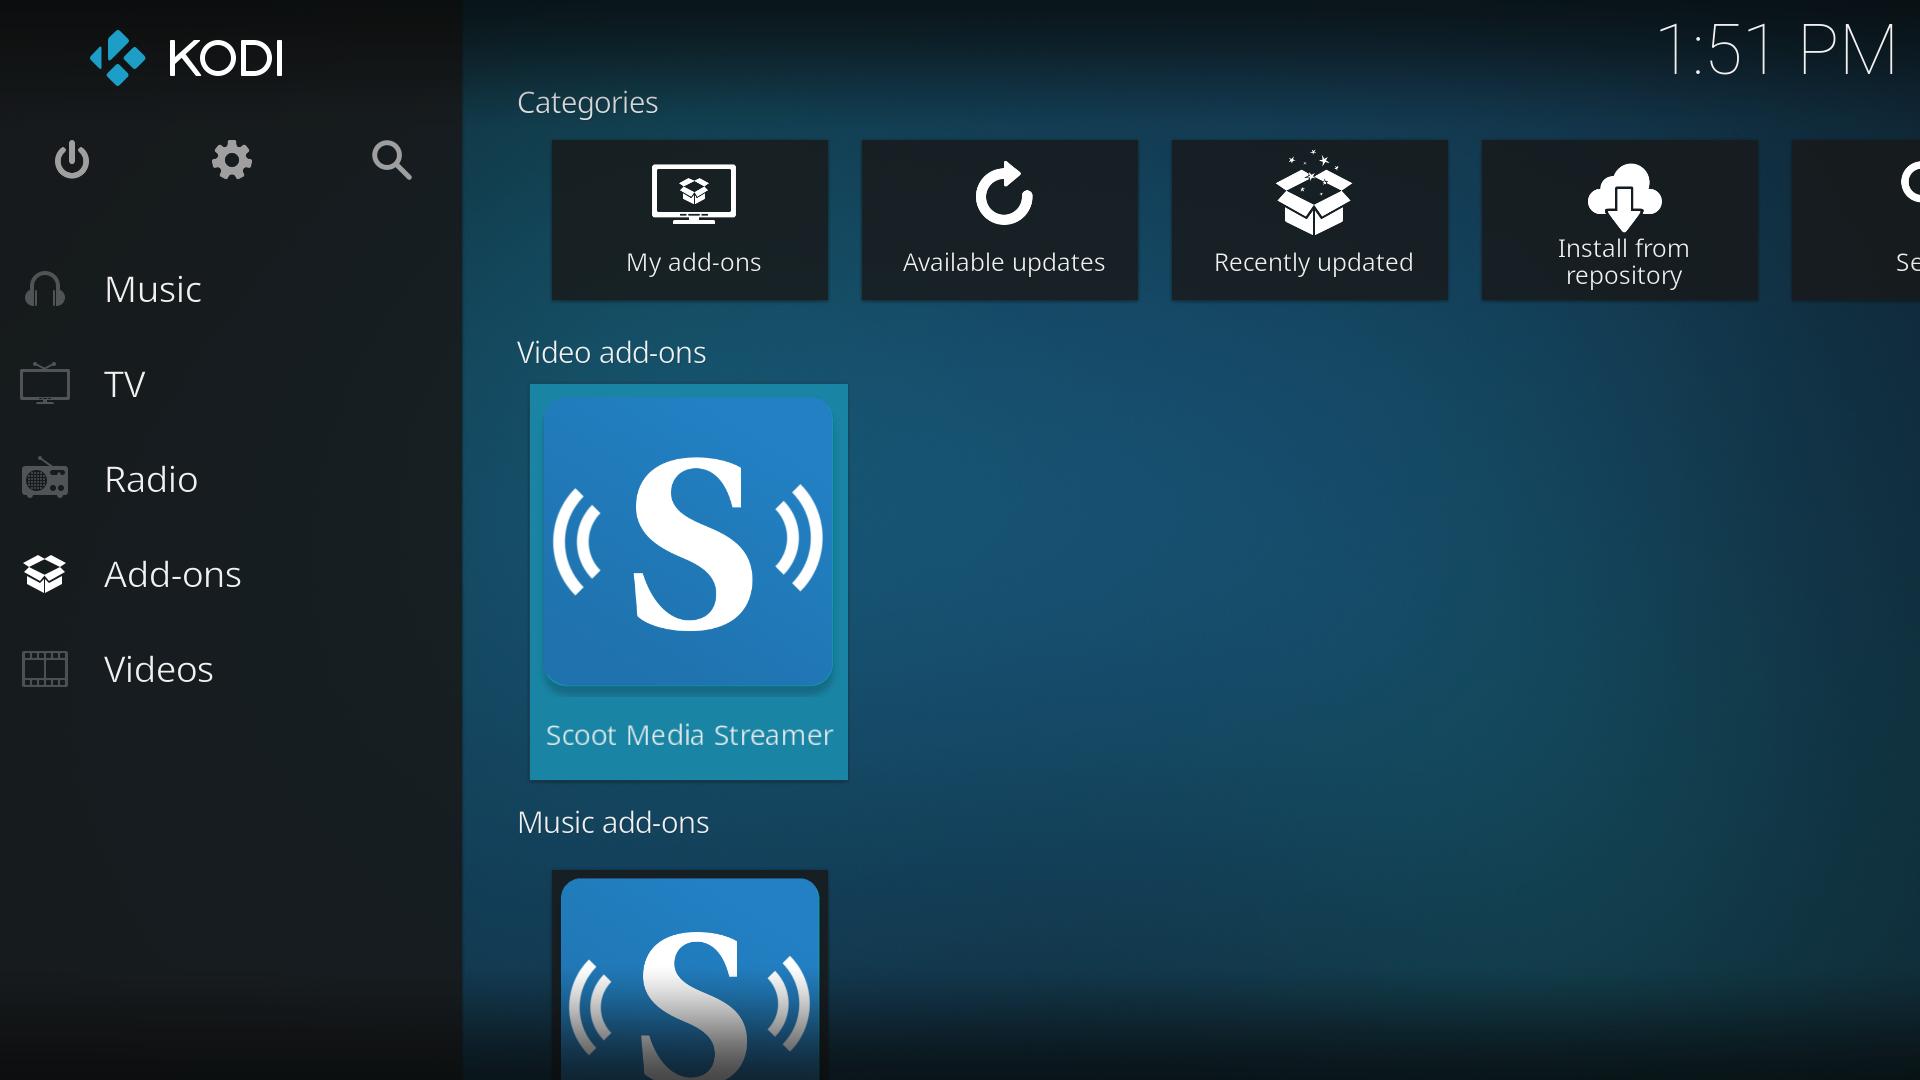 KODI
1:51 PM
Categories
My add-ons
Available updates
Recently updated
Install from
repository
Se
Music
TV
Radio
Add-ons
Videos
Video add-ons
S
Scoot Media Streamer
Music add-ons
S